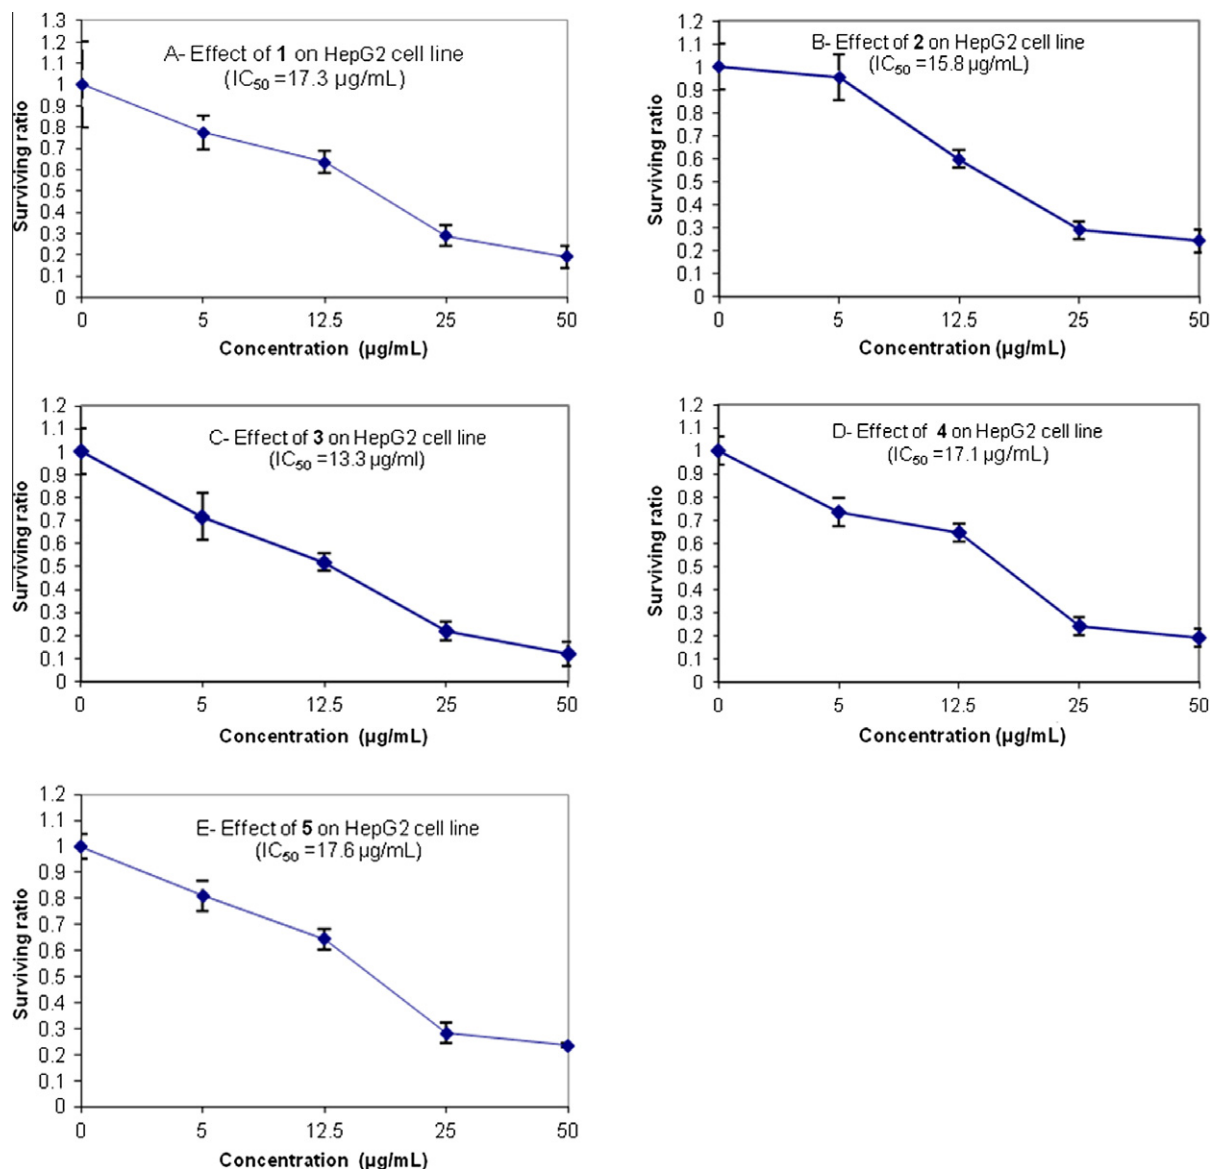 A- Effect of 1 on HepG2 cell line
(IC50 =17.3 µg/mL)
Surviving ratio
1.3
1.2
1.1
1
0.9
0.8
0.7
0.6
0.5
0.4
0.3
0.2
0.1
0
0 5 12.5 25 50
Concentration (µg/mL)
B- Effect of 2 on HepG2 cell line
(IC50 =15.8 µg/mL)
Surviving ratio
1.2
1.1
1
0.9
0.8
0.7
0.6
0.5
0.4
0.3
0.2
0.1
0
0 5 12.5 25 50
Concentration (µg/mL)
C- Effect of 3 on HepG2 cell line
(IC50 =13.3 µg/ml)
Surviving ratio
1.2
1.1
1
0.9
0.8
0.7
0.6
0.5
0.4
0.3
0.2
0.1
0
0 5 12.5 25 50
Concentration (µg/mL)
D- Effect of 4 on HepG2 cell line
(IC50 =17.1 µg/mL)
Surviving ratio
1.2
1.1
1
0.9
0.8
0.7
0.6
0.5
0.4
0.3
0.2
0.1
0
0 5 12.5 25 50
Concentration (µg/mL)
E- Effect of 5 on HepG2 cell line
(IC50 =17.6 µg/mL)
Surviving ratio
1.2
1.1
1
0.9
0.8
0.7
0.6
0.5
0.4
0.3
0.2
0.1
0
0 5 12.5 25 50
Concentration (µg/mL)